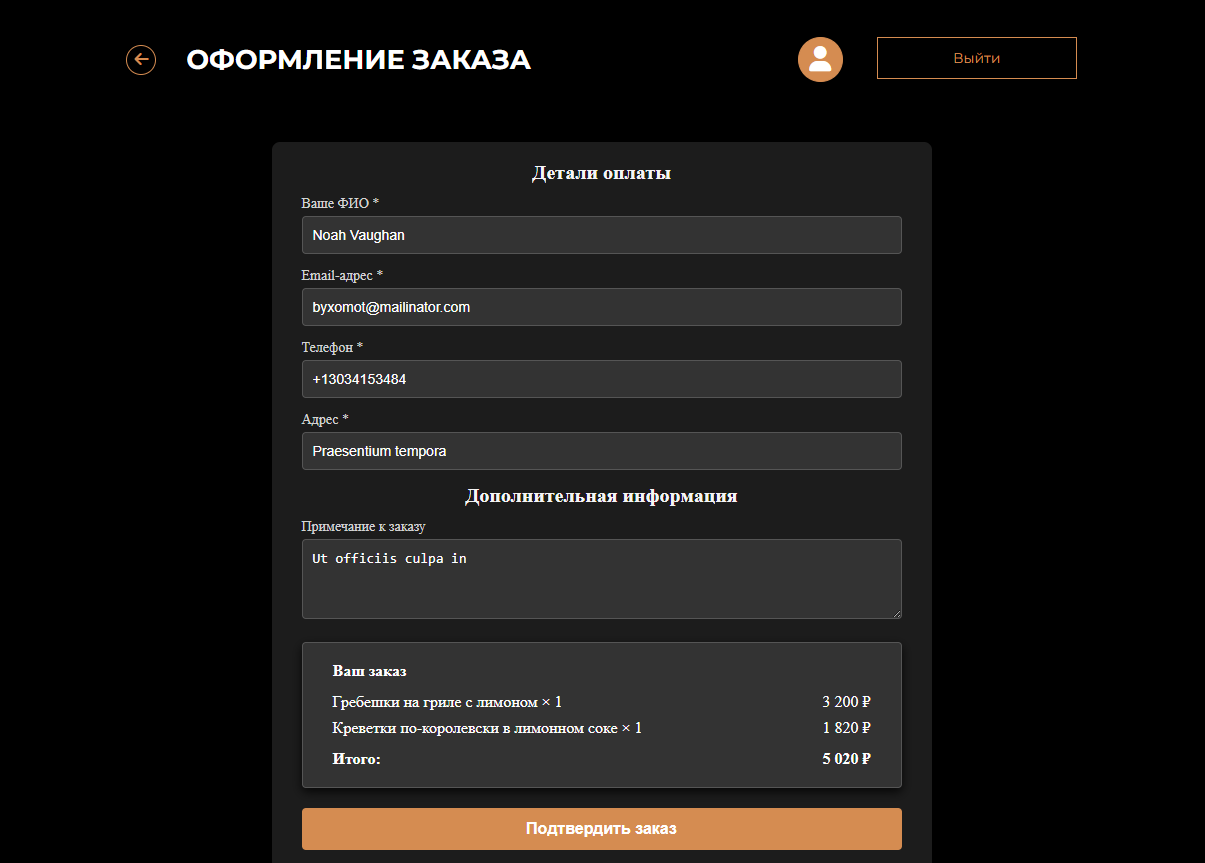 ОФОРМЛЕНИЕ ЗАКАЗА
Выйти
Детали оплаты
Ваше ФИО *
Noah Vaughan
Email-адрес *
byxomot@mailinator.com
Телефон *
+13034153484
Адрес *
Praesentium tempora
Дополнительная информация
Примечание к заказу
Ut officiis culpa in
Ваш заказ
Гребешки на гриле с лимоном × 1 3 200 ₽
Креветки по-королевски в лимонном соке × 1 1 820 ₽
Итого: 5 020 ₽
Подтвердить заказ